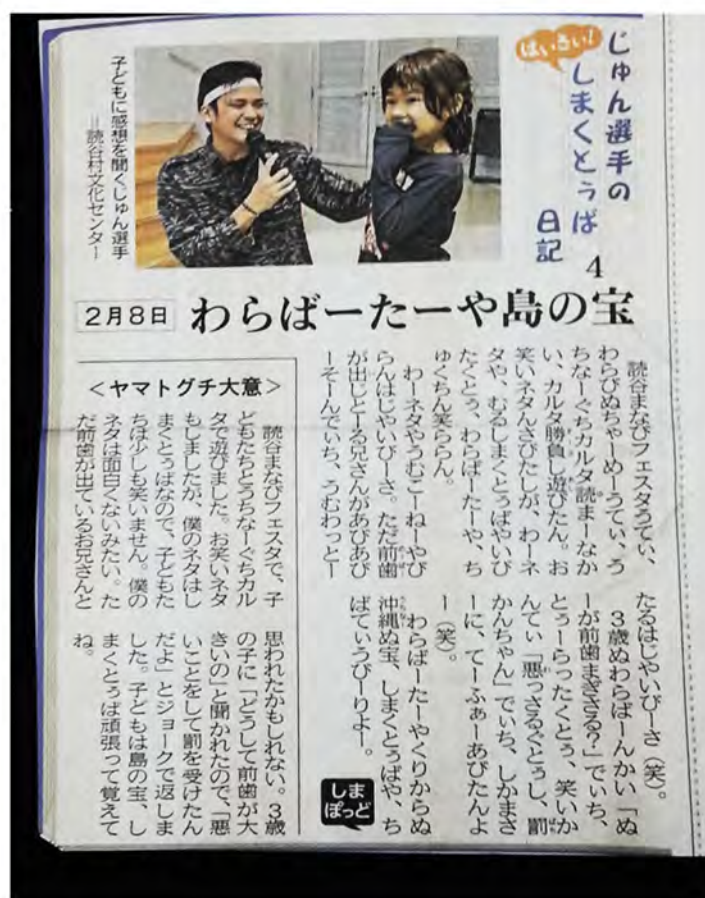 じゅん選手の
はいさい!
しまくとぅば
日記
4
子どもに感想を聞くじゅん選手
＝読谷村文化センター
2月8日
わらばーたーや島の宝
読谷まなびフェスタうてい、
わらびぬちゃーめーうてい、う
ちなーぐちカルタ読まーなか
い、カルタ勝負し遊びたん。お
笑いネタんさびたしが、わーネ
タや、むるしまくとぅばやいび
たくとぅ、わらばーたーや、ち
ゅくちん笑ららん。
わーネタやうむこーねーやび
らんはじやいびーさ。ただ前歯
が出じとーる兄さんがあびあび
ーそーんでいち、うむわっとー
たるはじやいびーさ（笑）。
3歳ぬわらばーんかい「ぬ
ーが前歯まぎさる?」でいち、
とぅーらったくとぅ、笑いか
んてい「悪っさるぐとぅし、罰
かんちゃん」でいち、しかまさ
ーに、てーふぁーあびたんよ
ー（笑）。
わらばーたーやくりからぬ
沖縄ぬ宝、しまくとぅばや、ち
ばていうびーりよー。
しま
ぽっど
＜ヤマトグチ大意＞
読谷まなびフェスタで、子
どもたちとうちなーぐちカル
タで遊びました。お笑いネタ
もしましたが、僕のネタはし
まくとぅばなので、子どもた
ちは少しも笑いません。僕の
ネタは面白くないみたい。た
だ前歯が出ているお兄さんと
思われたかもしれない。3歳
の子に「どうして前歯が大
きいの」と聞かれたので、「悪
いことをして罰を受けたん
だよ」とジョークで返しま
した。子どもは島の宝、し
まくとぅば頑張って覚えて
ね。